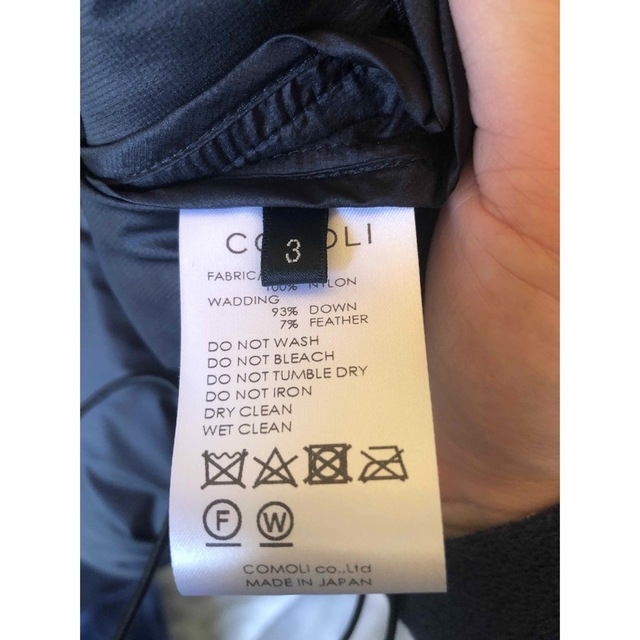 COMOLI
3
FABRIC/
100% NYLON
WADDING
93% DOWN
7% FEATHER
DO NOT WASH
DO NOT BLEACH
DO NOT TUMBLE DRY
DO NOT IRON
DRY CLEAN
WET CLEAN
F W
COMOLI co.,Ltd
MADE IN JAPAN